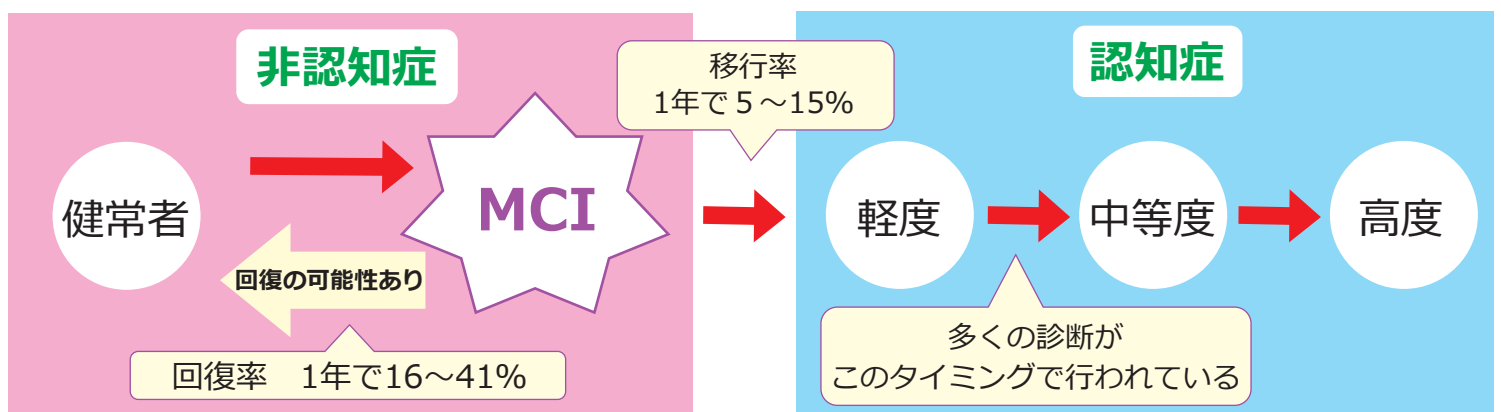 非認知症
移行率
1年で5～15%
認知症
健常者
MCI
軽度
中等度
高度
回復の可能性あり
回復率　1年で16～41%
多くの診断が
このタイミングで行われている